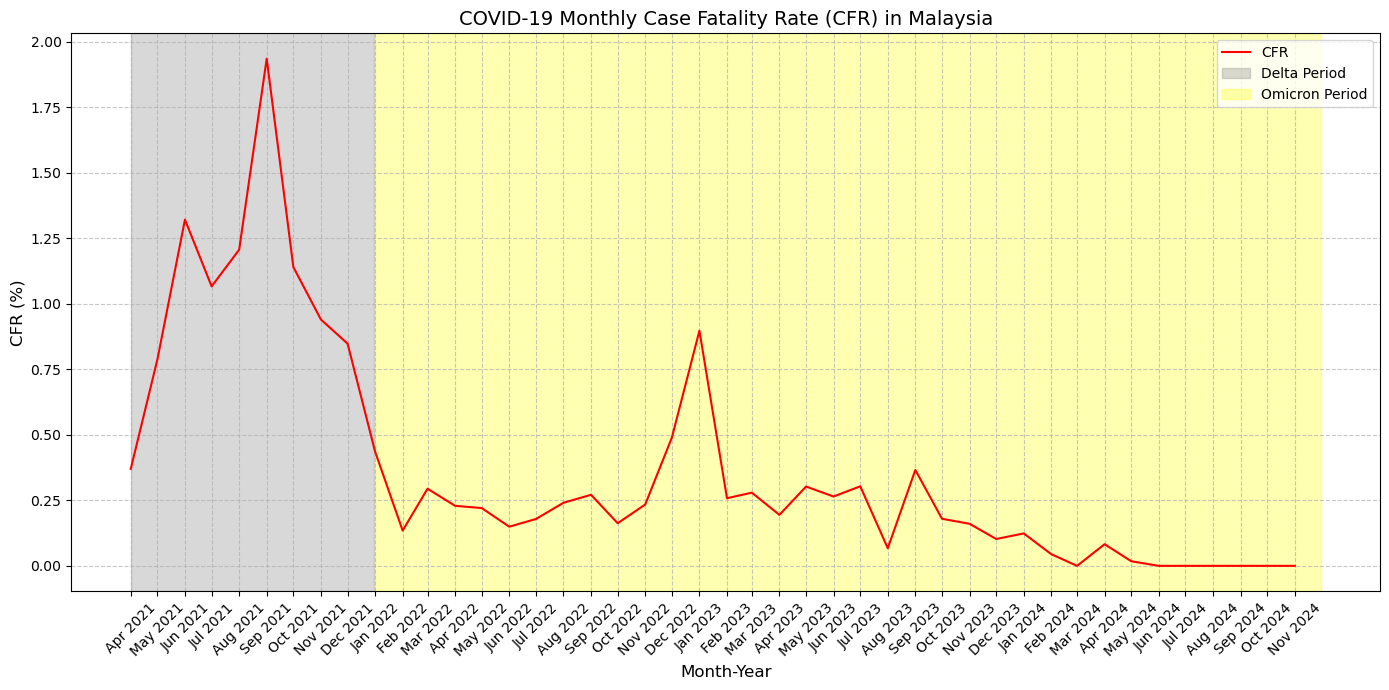 COVID-19 Monthly Case Fatality Rate (CFR) in Malaysia
CFR
Delta Period
Omicron Period
CFR (%)
2.00
1.75
1.50
1.25
1.00
0.75
0.50
0.25
0.00
Apr 2021
May 2021
Jun 2021
Jul 2021
Aug 2021
Sep 2021
Oct 2021
Nov 2021
Dec 2021
Jan 2022
Feb 2022
Mar 2022
Apr 2022
May 2022
Jun 2022
Jul 2022
Aug 2022
Sep 2022
Oct 2022
Nov 2022
Dec 2022
Jan 2023
Feb 2023
Mar 2023
Apr 2023
May 2023
Jun 2023
Jul 2023
Aug 2023
Sep 2023
Oct 2023
Nov 2023
Dec 2023
Jan 2024
Feb 2024
Mar 2024
Apr 2024
May 2024
Jun 2024
Jul 2024
Aug 2024
Sep 2024
Oct 2024
Nov 2024
Month-Year